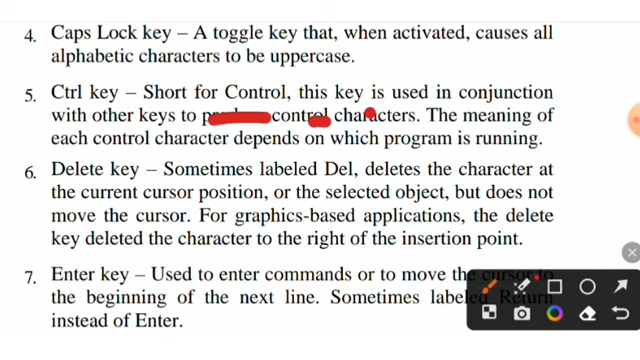 4. Caps Lock key – A toggle key that, when activated, causes all
alphabetic characters to be uppercase.
5. Ctrl key – Short for Control, this key is used in conjunction
with other keys to control characters. The meaning of
each control character depends on which program is running.
6. Delete key – Sometimes labeled Del, deletes the character at
the current cursor position, or the selected object, but does not
move the cursor. For graphics-based applications, the delete
key deleted the character to the right of the insertion point.
7. Enter key – Used to enter commands or to move the cursor to
the beginning of the next line. Sometimes labeled Return
instead of Enter.